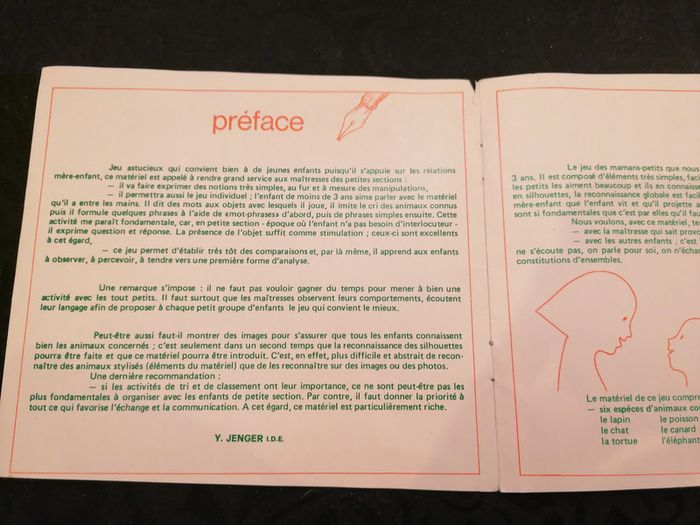 préface
Jeu astucieux qui convient bien à de jeunes enfants puisqu'il s'appuie sur les relations
mère-enfant, ce matériel est appelé à rendre grand service aux maîtresses des petites sections :
— il va faire exprimer des notions très simples, au fur et à mesure des manipulations,
— il permettra aussi le jeu individuel ; l'enfant de moins de 3 ans aime parler avec le matériel
qu'il a entre les mains. Il dit des mots aux objets avec lesquels il joue, il imite le cri des animaux connus
puis il formule quelques phrases à l'aide de «mot-phrases» d'abord, puis de phrases simples ensuite. Cette
activité me paraît fondamentale, car, en petite section - époque où l'enfant n'a pas besoin d'interlocuteur -
il exprime question et réponse. La présence de l'objet suffit comme stimulation ; ceux-ci sont excellents
à cet égard,
— ce jeu permet d'établir très tôt des comparaisons et, par là même, il apprend aux enfants
à observer, à percevoir, à tendre vers une première forme d'analyse.
Une remarque s'impose : il ne faut pas vouloir gagner du temps pour mener à bien une
activité avec les tout petits. Il faut surtout que les maîtresses observent leurs comportements, écoutent
leur langage afin de proposer à chaque petit groupe d'enfants le jeu qui convient le mieux.
Peut-être aussi faut-il montrer des images pour s'assurer que tous les enfants connaissent
bien les animaux concernés ; c'est seulement dans un second temps que la reconnaissance des silhouettes
pourra être faite et que ce matériel pourra être introduit. C'est, en effet, plus difficile et abstrait de recon-
naître des animaux stylisés (éléments du matériel) que de les reconnaître sur des images ou des photos.
Une dernière recommandation :
— si les activités de tri et de classement ont leur importance, ce ne sont peut-être pas les
plus fondamentales à organiser avec les enfants de petite section. Par contre, il faut donner la priorité à
tout ce qui favorise l'échange et la communication. A cet égard, ce matériel est particulièrement riche.
Y. JENGER I.D.E.
Le jeu des mamans-petits que nous
3 ans. Il est composé d'éléments très simples, faci
les petits les aiment beaucoup et ils en connaisse
en silhouettes, la reconnaissance globale est facil
mère-enfant que l'enfant vit et qu'il projette a
sont si fondamentales que c'est par elles qu'il fau
Nous voulons, avec ce matériel, te
— avec la maîtresse qui sait provo
— avec les autres enfants ; c'est
ne s'écoute pas, on parle pour soi, on n'échan
constitutions d'ensembles.
Le matériel de ce jeu compre
— six espèces d'animaux co
le lapin le poisson
le chat le canard
la tortue l'éléphant